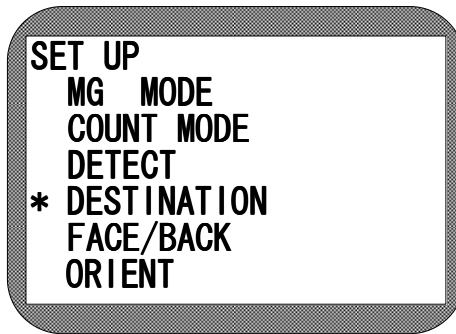 SET UP
MG MODE
COUNT MODE
DETECT
* DESTINATION
FACE/BACK
ORIENT